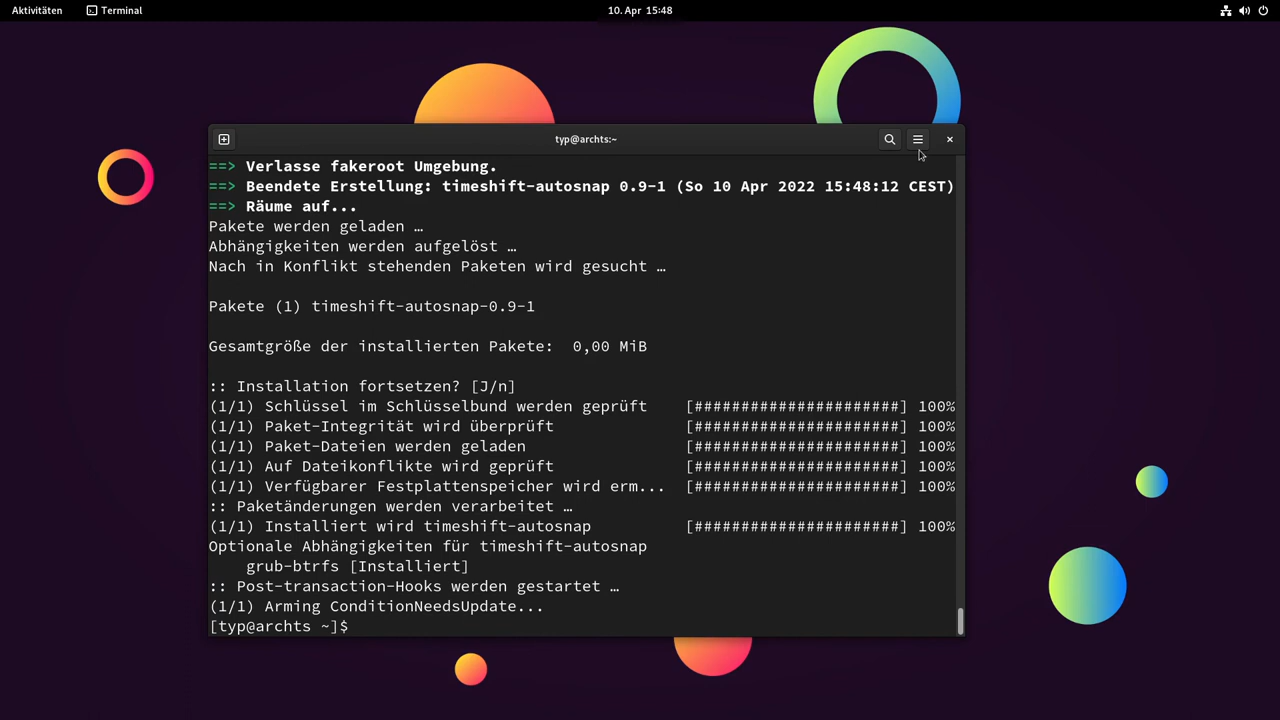 Aktivitäten
Terminal
10. Apr 15:48
typ@archts:~
==> Verlasse fakeroot Umgebung.
==> Beendete Erstellung: timeshift-autosnap 0.9-1 (So 10 Apr 2022 15:48:12 CEST)
==> Räume auf...
Pakete werden geladen …
Abhängigkeiten werden aufgelöst …
Nach in Konflikt stehenden Paketen wird gesucht …
Pakete (1) timeshift-autosnap-0.9-1
Gesamtgröße der installierten Pakete:  0,00 MiB
:: Installation fortsetzen? [J/n]
(1/1) Schlüssel im Schlüsselbund werden geprüft    [######################] 100%
(1/1) Paket-Integrität wird überprüft    [######################] 100%
(1/1) Paket-Dateien werden geladen    [######################] 100%
(1/1) Auf Dateikonflikte wird geprüft    [######################] 100%
(1/1) Verfügbarer Festplattenspeicher wird erm...    [######################] 100%
:: Paketänderungen werden verarbeitet …
(1/1) Installiert wird timeshift-autosnap    [######################] 100%
Optionale Abhängigkeiten für timeshift-autosnap
    grub-btrfs [Installiert]
:: Post-transaction-Hooks werden gestartet …
(1/1) Arming ConditionNeedsUpdate...
[typ@archts ~]$